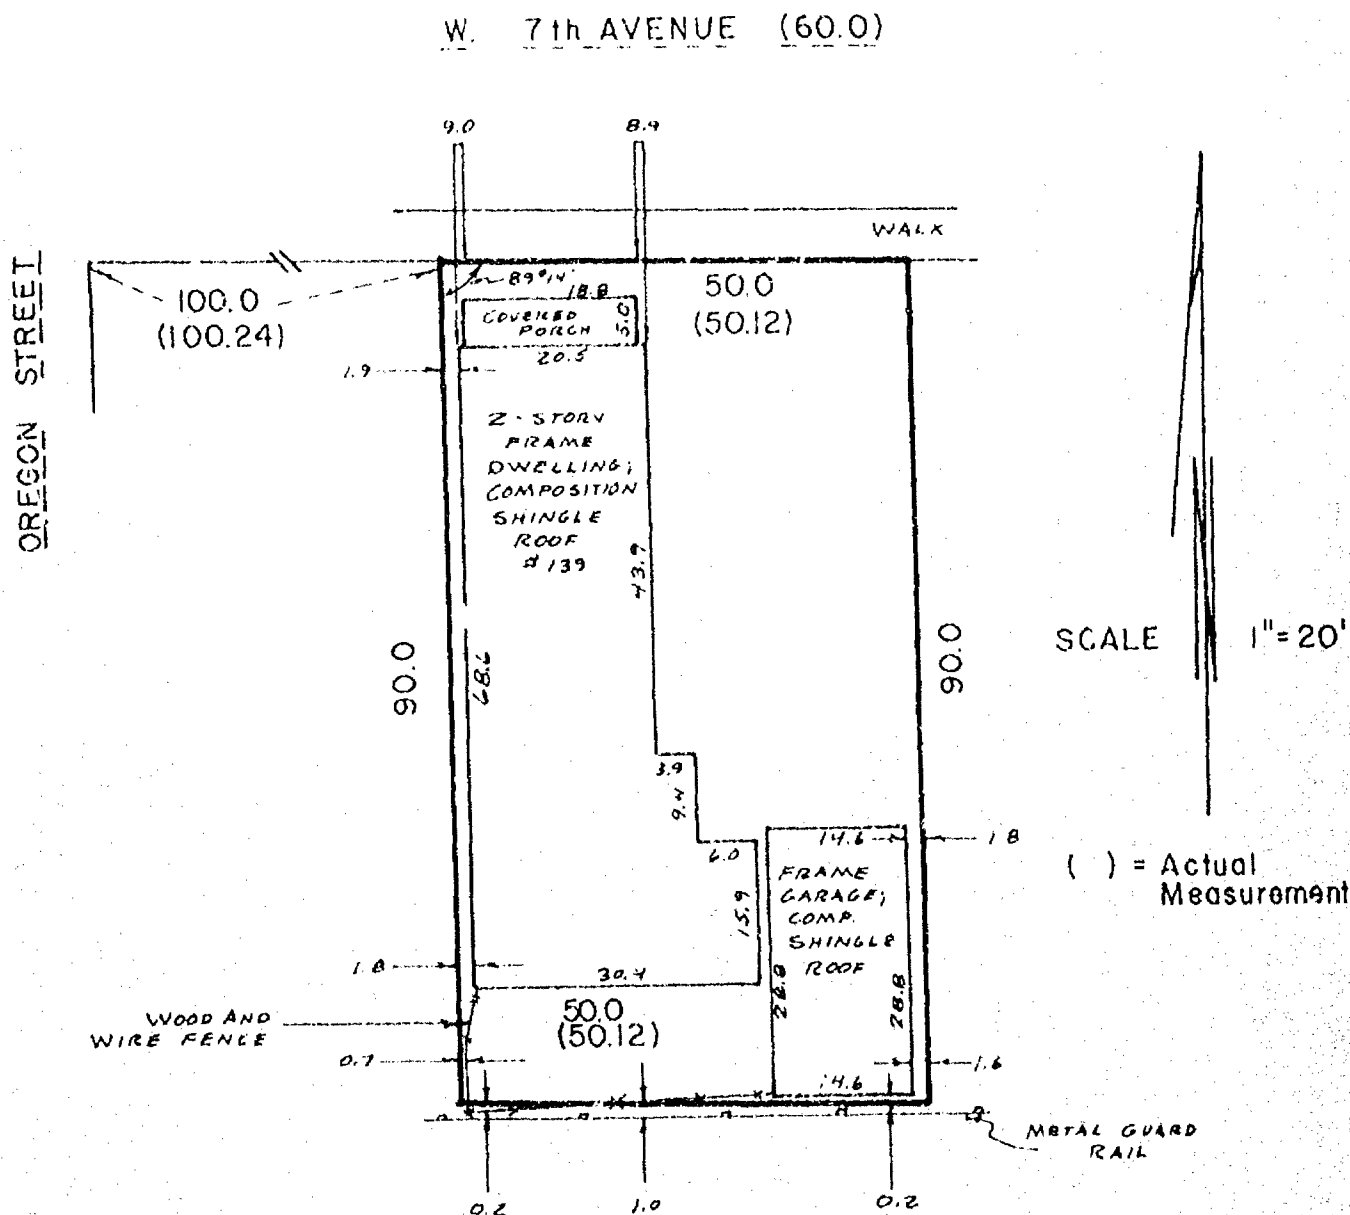 W. 7th AVENUE (60.0)
9.0
8.9
WALK
OREGON STREET
100.0
(100.24)
89°14'
18.8
50.0
(50.12)
COVERED
PORCH
5.0
20.5
1.9
2-STORY
FRAME
DWELLING;
COMPOSITION
SHINGLE
ROOF
#139
43.9
90.0
68.6
90.0
SCALE 1"=20'
3.9
9.4
6.0
14.6
1.8
( ) = Actual
Measurement
FRAME
GARAGE;
COMP.
SHINGLE
ROOF
15.9
1.8
30.4
28.8
28.8
WOOD AND
WIRE FENCE
50.0
(50.12)
0.7
1.6
14.6
METAL GUARD
RAIL
0.2
1.0
0.2